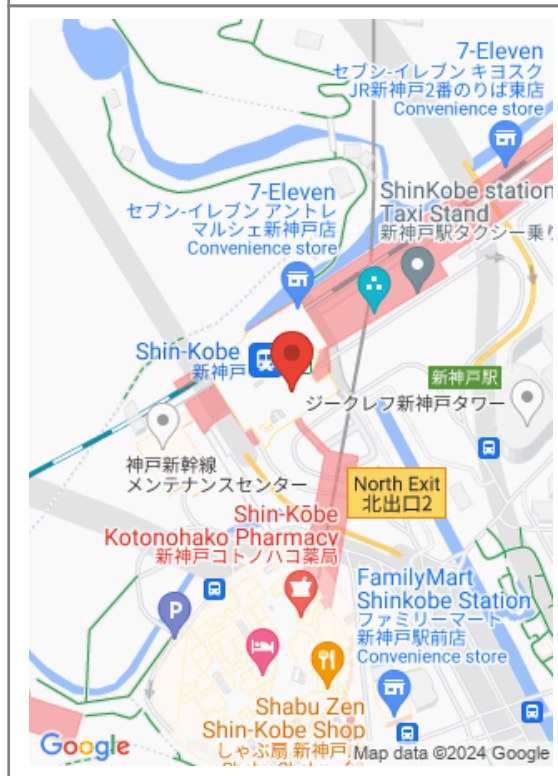 7-Eleven
セブン-イレブン キヨスク
JR新神戸2番のりば東店
Convenience store
7-Eleven
セブン-イレブン アントレ
マルシェ新神戸店
Convenience store
ShinKobe station
Taxi Stand
新神戸駅タクシー乗り
Shin-Kobe
新神戸
新神戸駅
ジークレフ新神戸タワー
神戸新幹線
メンテナンスセンター
North Exit
北出口2
Shin-Kōbe
Kotonohako Pharmacy
新神戸コトノハコ薬局
P
FamilyMart
Shinkobe Station
ファミリーマート
新神戸駅前店
Convenience store
Shabu Zen
Shin-Kobe Shop
しゃぶ扇 新神戸
Google
Map data ©2024 Google